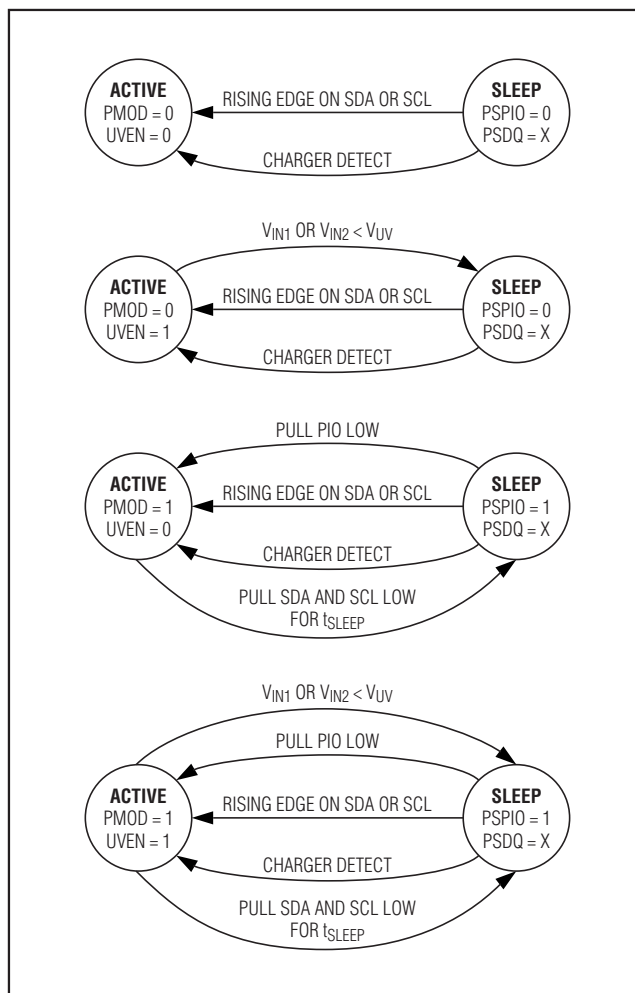 ACTIVE
PMOD = 0
UVEN = 0
RISING EDGE ON SDA OR SCL
CHARGER DETECT
SLEEP
PSPIO = 0
PSDQ = X
VIN1 OR VIN2 < VUV
ACTIVE
PMOD = 0
UVEN = 1
RISING EDGE ON SDA OR SCL
CHARGER DETECT
SLEEP
PSPIO = 0
PSDQ = X
PULL PIO LOW
ACTIVE
PMOD = 1
UVEN = 0
RISING EDGE ON SDA OR SCL
CHARGER DETECT
SLEEP
PSPIO = 1
PSDQ = X
PULL SDA AND SCL LOW
FOR tSLEEP
VIN1 OR VIN2 < VUV
PULL PIO LOW
ACTIVE
PMOD = 1
UVEN = 1
RISING EDGE ON SDA OR SCL
CHARGER DETECT
SLEEP
PSPIO = 1
PSDQ = X
PULL SDA AND SCL LOW
FOR tSLEEP